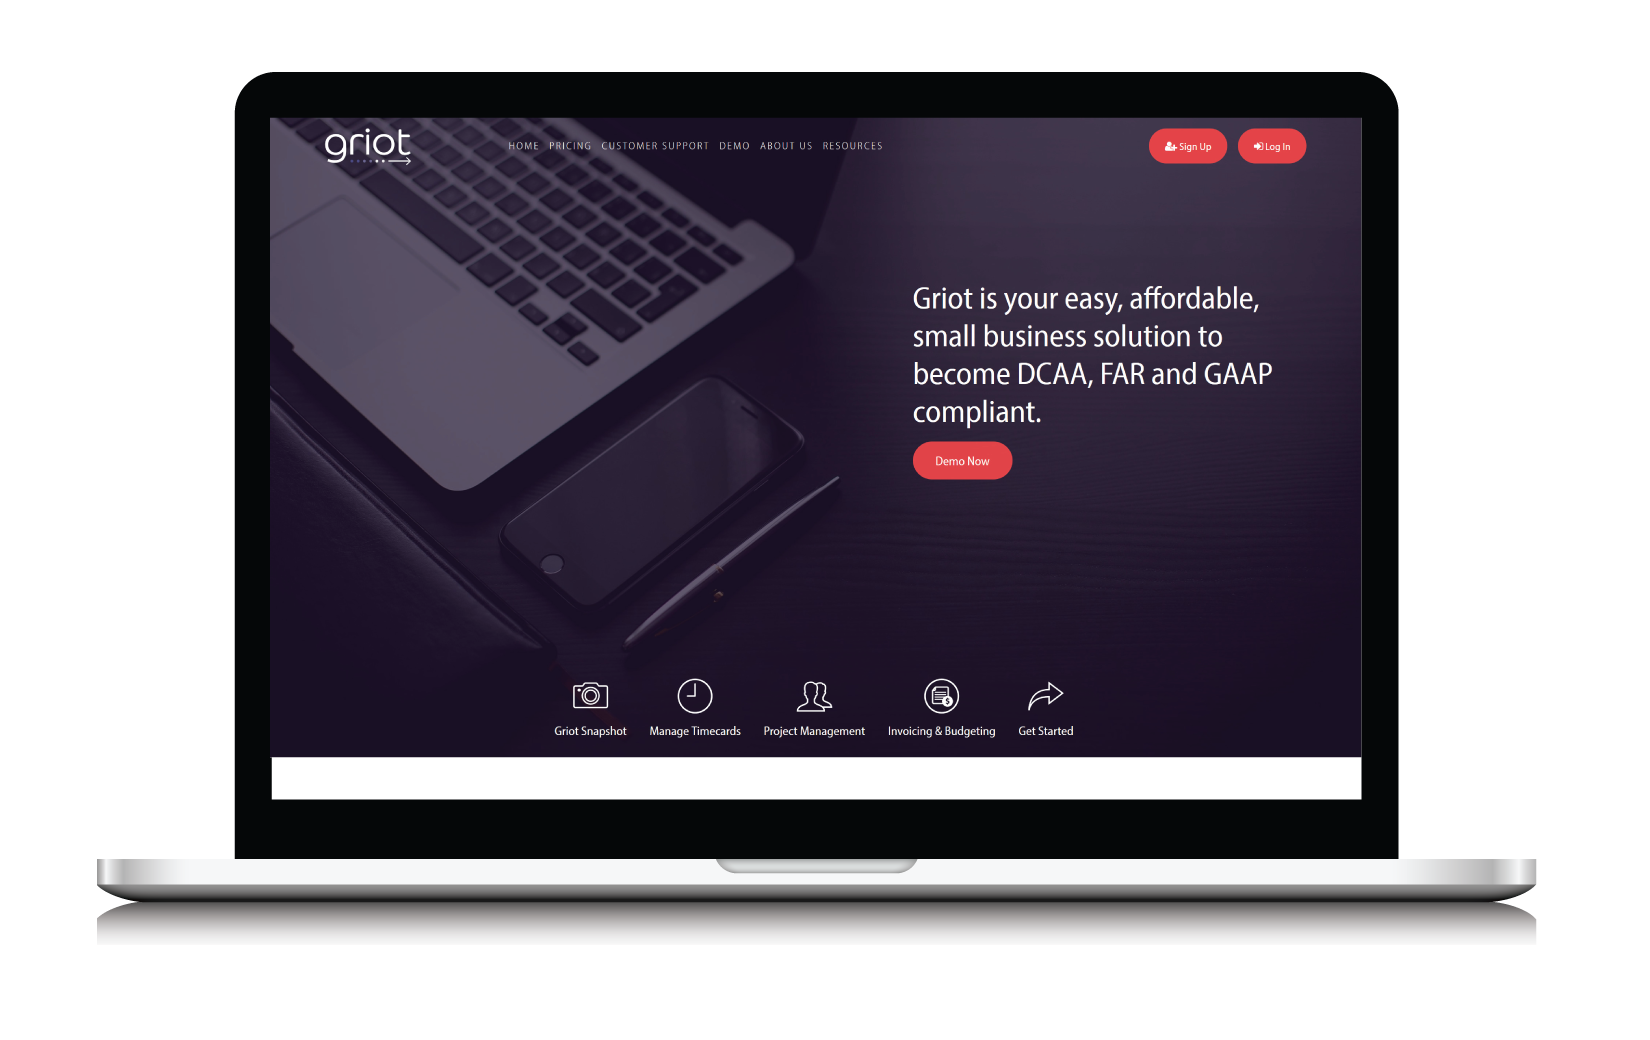 griot
HOME PRICING CUSTOMER SUPPORT DEMO ABOUT US RESOURCES
Sign Up
Log In
Griot is your easy, affordable,
small business solution to
become DCAA, FAR and GAAP
compliant.
Demo Now
Griot Snapshot
Manage Timecards
Project Management
Invoicing & Budgeting
Get Started